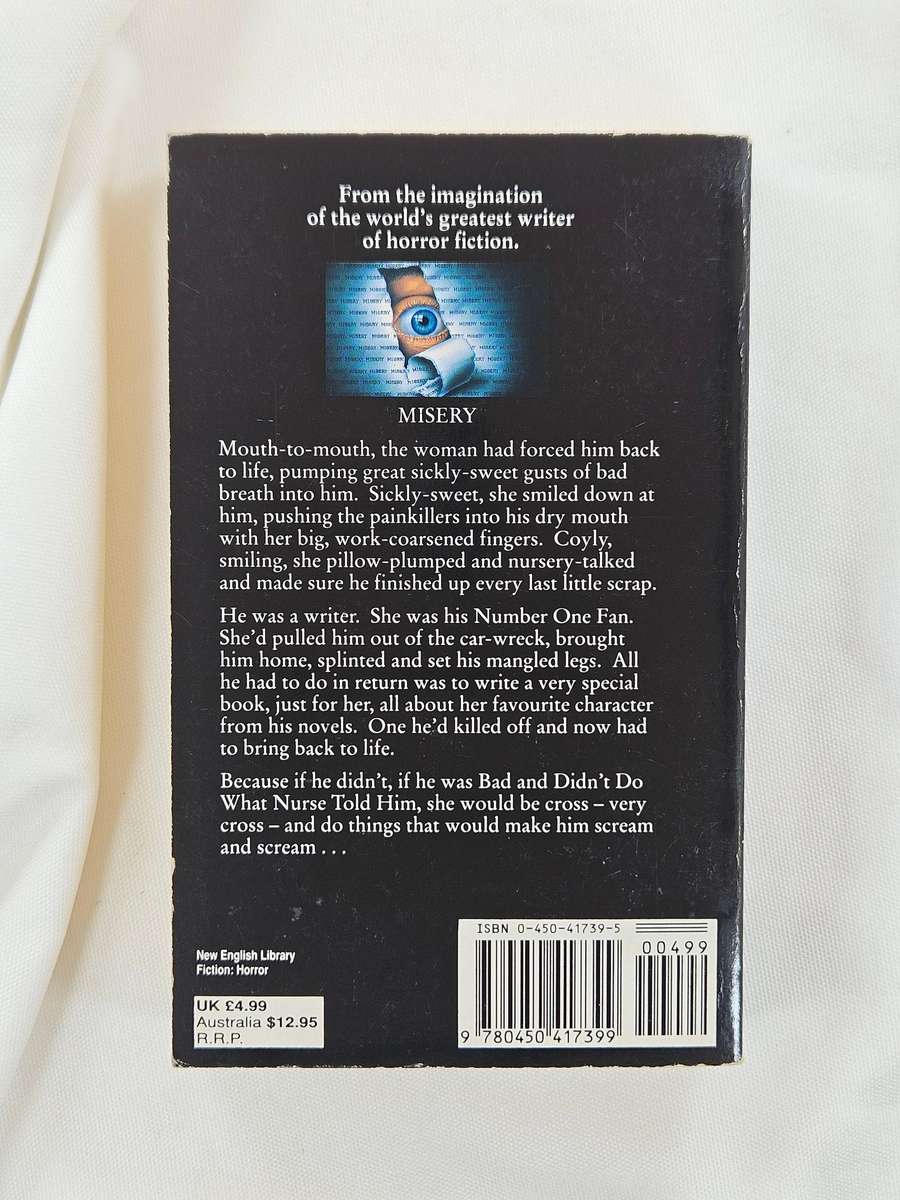 From the imagination
of the world's greatest writer
of horror fiction.
MISERY
Mouth-to-mouth, the woman had forced him back
to life, pumping great sickly-sweet gusts of bad
breath into him. Sickly-sweet, she smiled down at
him, pushing the painkillers into his dry mouth
with her big, work-coarsened fingers. Coyly,
smiling, she pillow-plumped and nursery-talked
and made sure he finished up every last little scrap.
He was a writer. She was his Number One Fan.
She'd pulled him out of the car-wreck, brought
him home, splinted and set his mangled legs. All
he had to do in return was to write a very special
book, just for her, all about her favourite character
from his novels. One he'd killed off and now had
to bring back to life.
Because if he didn't, if he was Bad and Didn't Do
What Nurse Told Him, she would be cross – very
cross – and do things that would make him scream
and scream . . .
New English Library
Fiction: Horror
UK £4.99
Australia $12.95
R.R.P.
ISBN 0-450-41739-5
00499
9 780450 417399